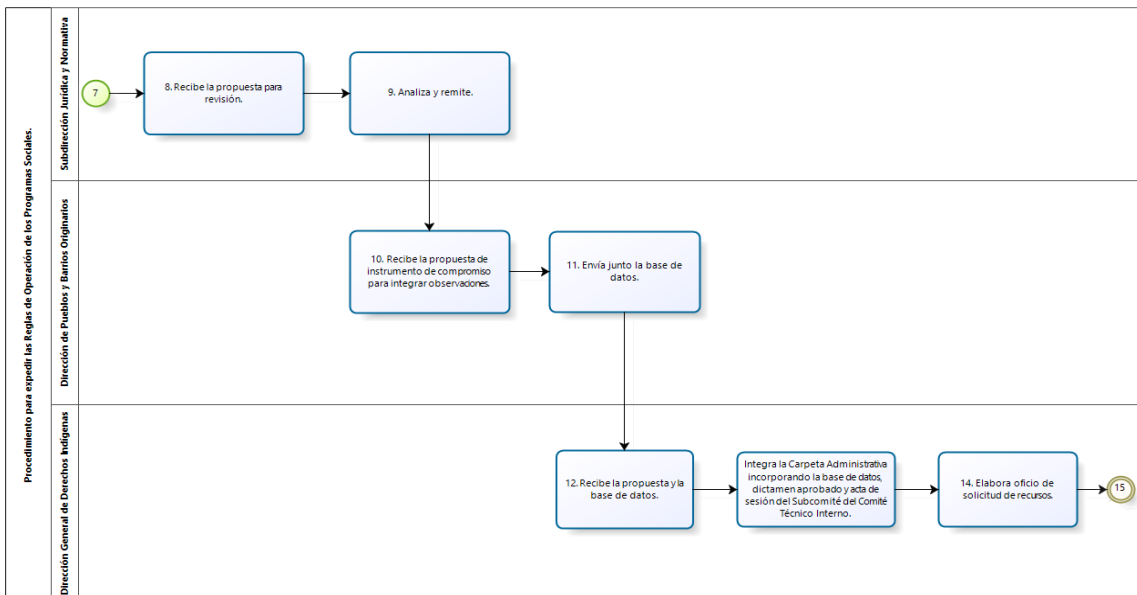 Procedimiento para expedir las Reglas de Operación de los Programas Sociales.
Subdirección Jurídica y Normativa
7
8. Recibe la propuesta para
revisión.
9. Analiza y remite.
Dirección de Pueblos y Barrios Originarios
10. Recibe la propuesta de
instrumento de compromiso
para integrar observaciones.
11. Envía junto la base de
datos.
Dirección General de Derechos Indígenas
12. Recibe la propuesta y la
base de datos.
Integra la Carpeta Administrativa
incorporando la base de datos,
dictamen aprobado y acta de
sesión del Subcomité del Comité
Técnico Interno.
14. Elabora oficio de
solicitud de recursos.
15